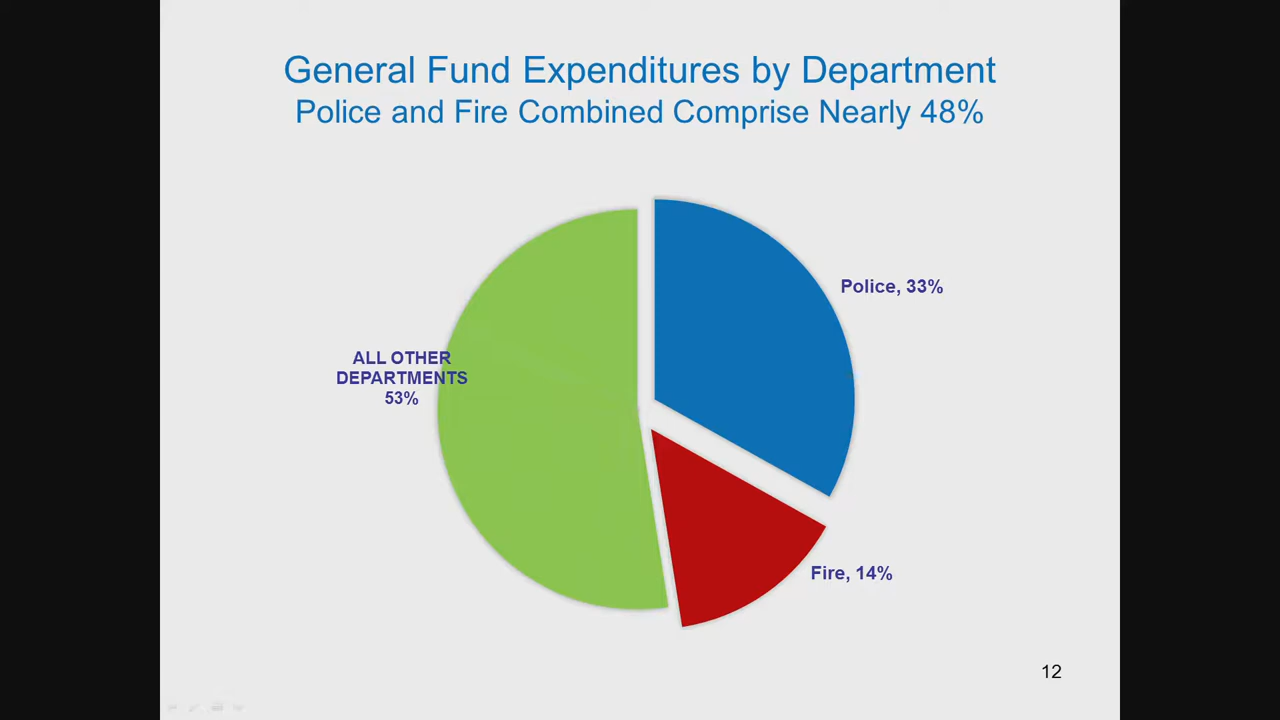 General Fund Expenditures by Department
Police and Fire Combined Comprise Nearly 48%
Police, 33%
ALL OTHER
DEPARTMENTS
53%
Fire, 14%
12